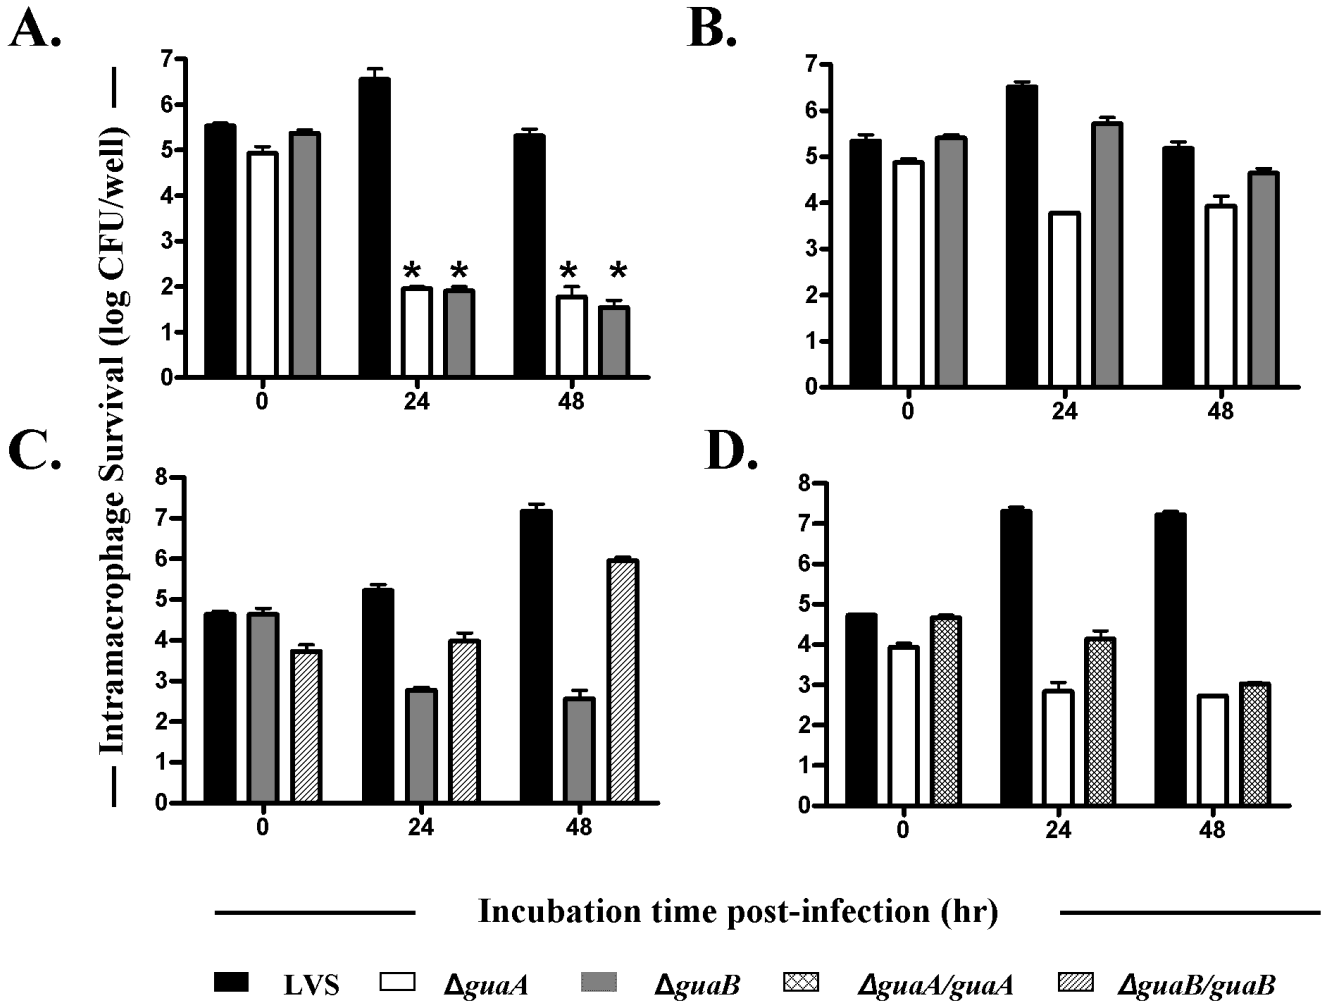 A.
— Intramacrophage Survival (log CFU/well) —
7
6
5
4
3
2
1
0
* * * *
0 24 48
B.
7
6
5
4
3
2
1
0
0 24 48
C.
8
7
6
5
4
3
2
1
0
0 24 48
D.
8
7
6
5
4
3
2
1
0
0 24 48
Incubation time post-infection (hr)
LVS ΔguaA ΔguaB ΔguaA/guaA ΔguaB/guaB